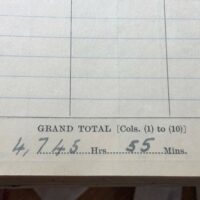 GRAND TOTAL [Cols. (1) to (10)]
4,745 Hrs. 55 Mins.